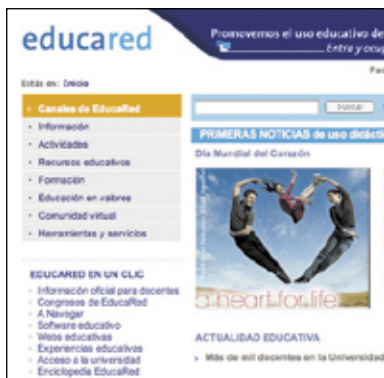 educared
Promovemos el uso educativo de
Entre y ocup
Estás en: Inicio
Canales de EducaRed
Información
Actividades
Recursos educativos
Formación
Educación en valores
Comunidad virtual
Herramientas y servicios
EDUCARED EN UN CLIC
Información oficial para docentes
Congresos de EducaRed
A Navegar
Software educativo
Webs educativas
Experiencias educativas
Acceso a la universidad
Enciclopedia EducaRed
buscar
PRIMERAS NOTICIAS de uso didácti
Día Mundial del Corazón
a heart for life
ACTUALIDAD EDUCATIVA
Más de mil docentes en la Universidad